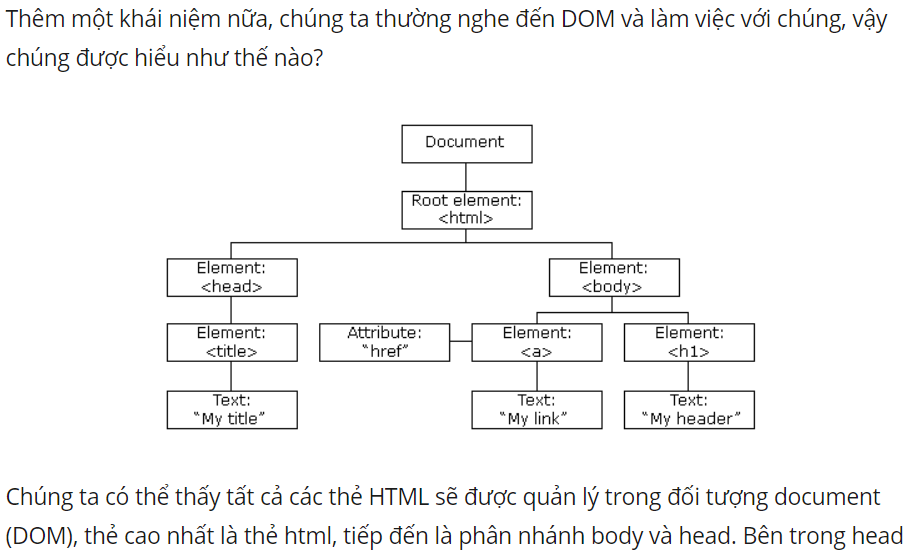 Thêm một khái niệm nữa, chúng ta thường nghe đến DOM và làm việc với chúng, vậy
chúng được hiểu như thế nào?
Document
Root element:
<html>
Element:
<head>
Element:
<body>
Element:
<title>
Attribute:
"href"
Element:
<a>
Element:
<h1>
Text:
"My title"
Text:
"My link"
Text:
"My header"
Chúng ta có thể thấy tất cả các thẻ HTML sẽ được quản lý trong đối tượng document
(DOM), thẻ cao nhất là thẻ html, tiếp đến là phân nhánh body và head. Bên trong head